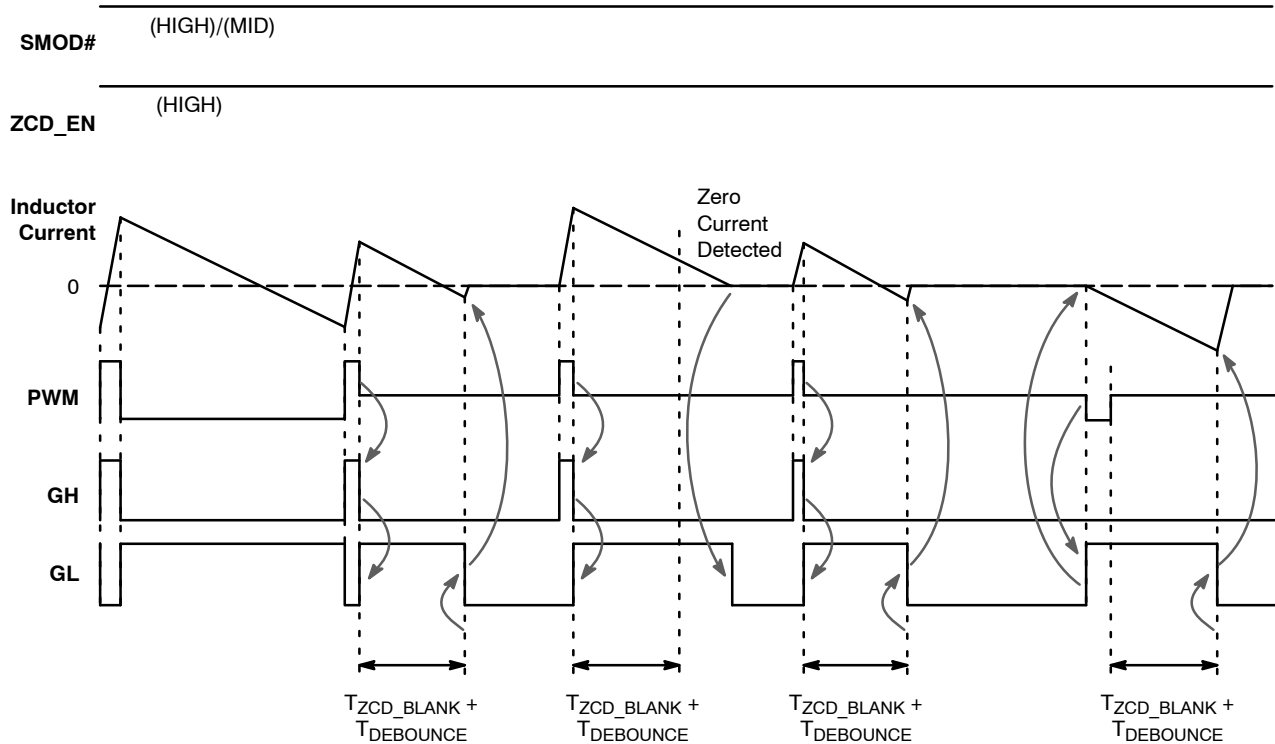 (HIGH)/(MID)
SMOD#
(HIGH)
ZCD_EN
Inductor
Current
Zero
Current
Detected
0
PWM
GH
GL
TZCD_BLANK +
TDEBOUNCE
TZCD_BLANK +
TDEBOUNCE
TZCD_BLANK +
TDEBOUNCE
TZCD_BLANK +
TDEBOUNCE